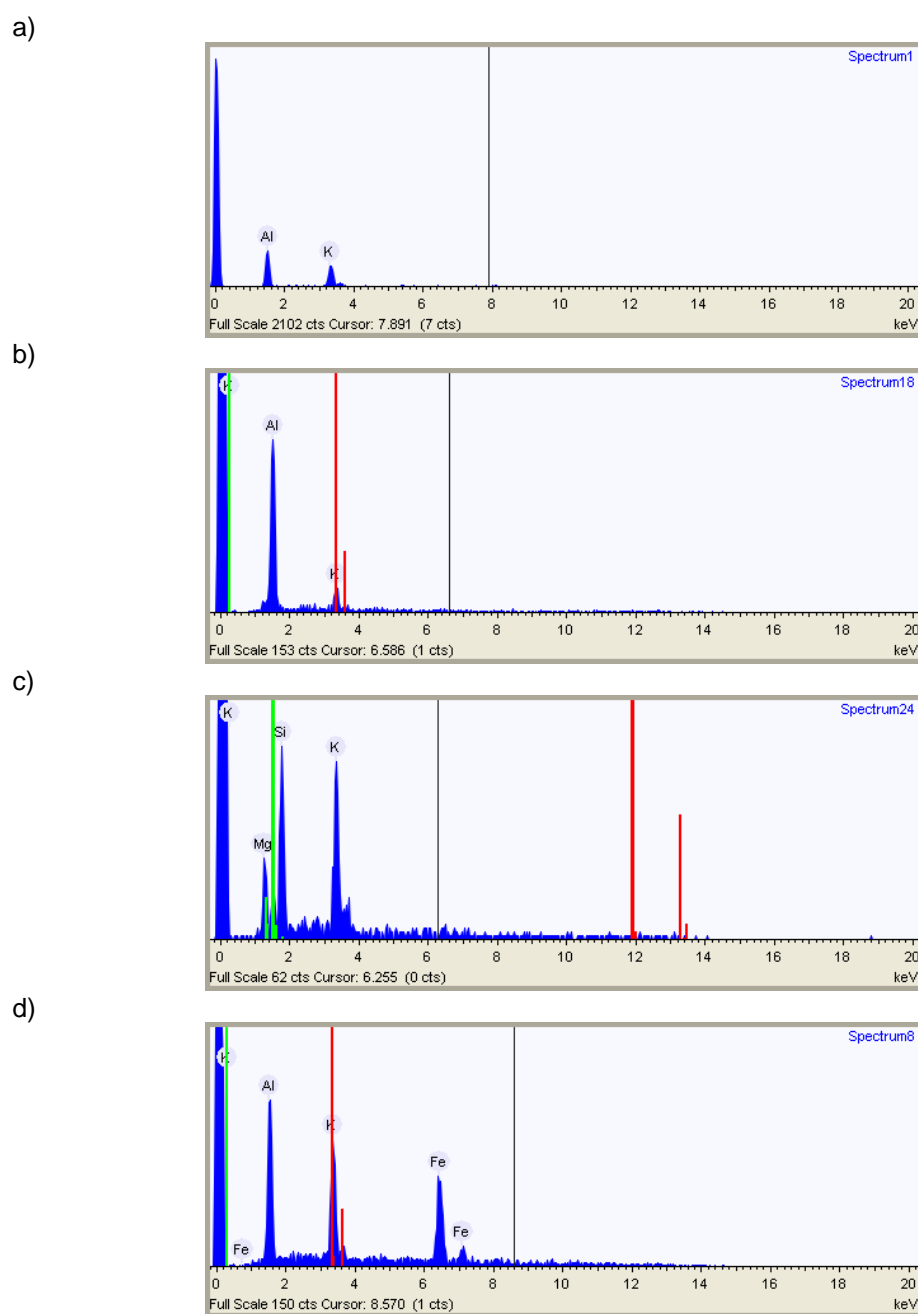 a)
Spectrum1
Al K
0 2 4 6 8 10 12 14 16 18 20
Full Scale 2102 cts Cursor: 7.891 (7 cts) keV
b)
Spectrum18
K
Al
K
0 2 4 6 8 10 12 14 16 18 20
Full Scale 153 cts Cursor: 6.586 (1 cts) keV
c)
Spectrum24
K
Si
K
Mg
0 2 4 6 8 10 12 14 16 18 20
Full Scale 62 cts Cursor: 6.255 (0 cts) keV
d)
Spectrum8
K
Al
K
Fe
Fe
Fe
0 2 4 6 8 10 12 14 16 18 20
Full Scale 150 cts Cursor: 8.570 (1 cts) keV